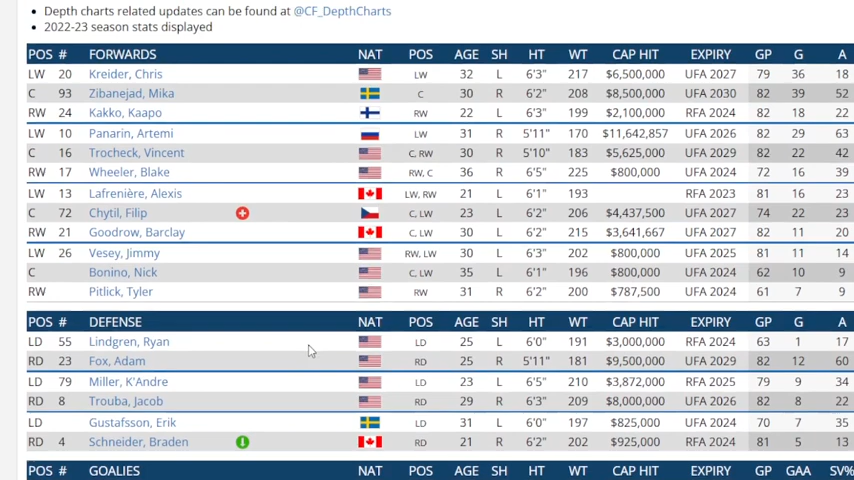 Depth charts related updates can be found at @CF_DepthCharts
2022-23 season stats displayed
POS # FORWARDS NAT POS AGE SH HT WT CAP HIT EXPIRY GP G A
LW 20 Kreider, Chris LW 32 L 6'3" 217 $6,500,000 UFA 2027 79 36 18
C 93 Zibanejad, Mika C 30 R 6'2" 208 $8,500,000 UFA 2030 82 39 52
RW 24 Kakko, Kaapo RW 22 L 6'3" 199 $2,100,000 RFA 2024 82 18 22
LW 10 Panarin, Artemi LW 31 R 5'11" 170 $11,642,857 UFA 2026 82 29 63
C 16 Trocheck, Vincent C, RW 30 R 5'10" 183 $5,625,000 UFA 2029 82 22 42
RW 17 Wheeler, Blake RW, C 36 R 6'5" 225 $800,000 UFA 2024 72 16 39
LW 13 Lafrenière, Alexis LW, RW 21 L 6'1" 193 RFA 2023 81 16 23
C 72 Chytil, Filip C, LW 23 L 6'2" 206 $4,437,500 UFA 2027 74 22 23
RW 21 Goodrow, Barclay C, LW 30 L 6'2" 215 $3,641,667 UFA 2027 82 11 20
LW 26 Vesey, Jimmy RW, LW 30 L 6'3" 202 $800,000 UFA 2025 81 11 14
C Bonino, Nick C, LW 35 L 6'1" 196 $800,000 UFA 2024 62 10 9
RW Pitlick, Tyler RW 31 R 6'2" 200 $787,500 UFA 2024 61 7 9
POS # DEFENSE NAT POS AGE SH HT WT CAP HIT EXPIRY GP G A
LD 55 Lindgren, Ryan LD 25 L 6'0" 191 $3,000,000 RFA 2024 63 1 17
RD 23 Fox, Adam RD 25 R 5'11" 181 $9,500,000 UFA 2029 82 12 60
LD 79 Miller, K'Andre LD 23 L 6'5" 210 $3,872,000 RFA 2025 79 9 34
RD 8 Trouba, Jacob RD 29 R 6'3" 209 $8,000,000 UFA 2026 82 8 22
LD Gustafsson, Erik LD 31 L 6'0" 197 $825,000 UFA 2024 70 7 35
RD 4 Schneider, Braden RD 21 R 6'2" 202 $925,000 RFA 2024 81 5 13
POS # GOALIES NAT POS AGE SH HT WT CAP HIT EXPIRY GP GAA SV%